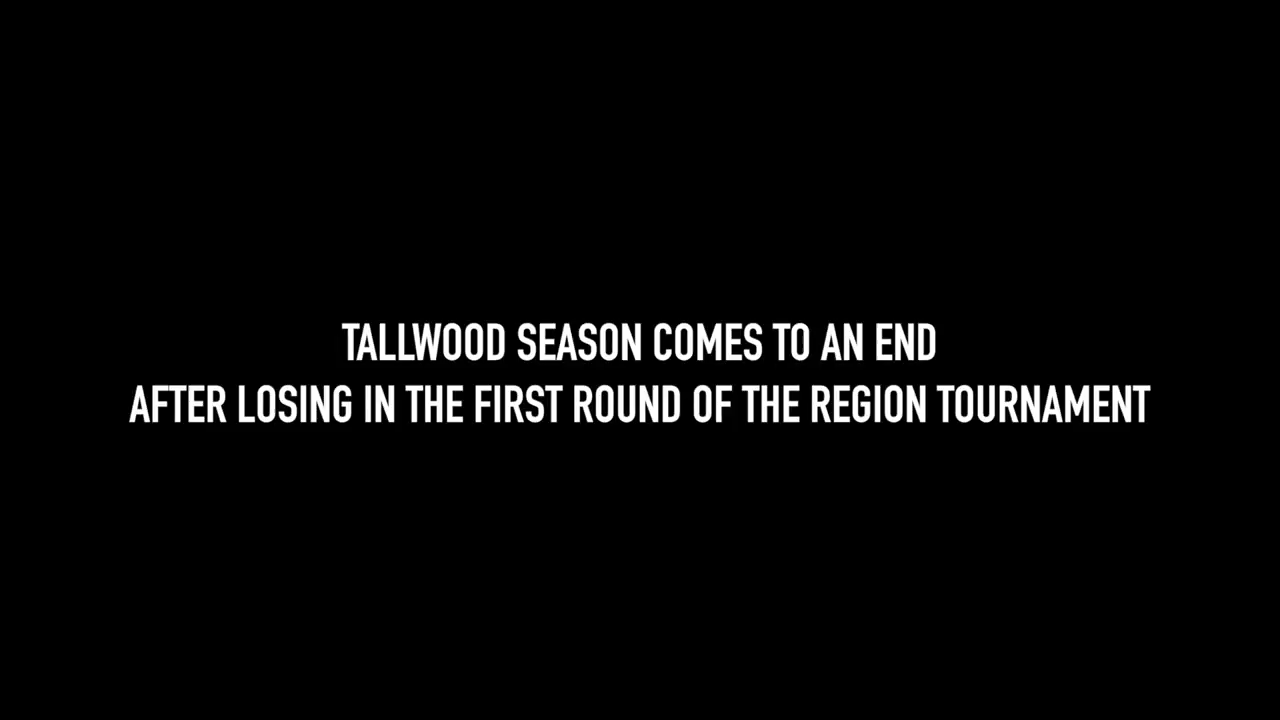 TALLWOOD SEASON COMES TO AN END
AFTER LOSING IN THE FIRST ROUND OF THE REGION TOURNAMENT